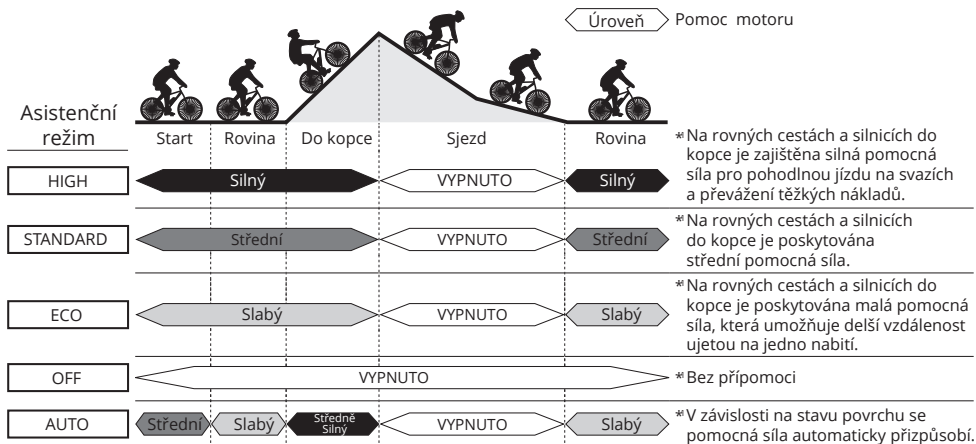 Úroveň Pomoc motoru
Asistenční
režim
Start Rovina Do kopce Sjezd Rovina
HIGH Silný VYPNUTO Silný
* Na rovných cestách a silnicích do
kopce je zajištěna silná pomocná
síla pro pohodlnou jízdu na svazích
a převážení těžkých nákladů.
STANDARD Střední VYPNUTO Střední
* Na rovných cestách a silnicích
do kopce je poskytována
střední pomocná síla.
ECO Slabý VYPNUTO Slabý
* Na rovných cestách a silnicích do
kopce je poskytována malá pomocná
síla, která umožňuje delší vzdálenost
ujetou na jedno nabití.
OFF VYPNUTO
* Bez přípomoci
AUTO Střední Slabý Středně
Silný VYPNUTO Slabý
* V závislosti na stavu povrchu se
pomocná síla automaticky přizpůsobí.